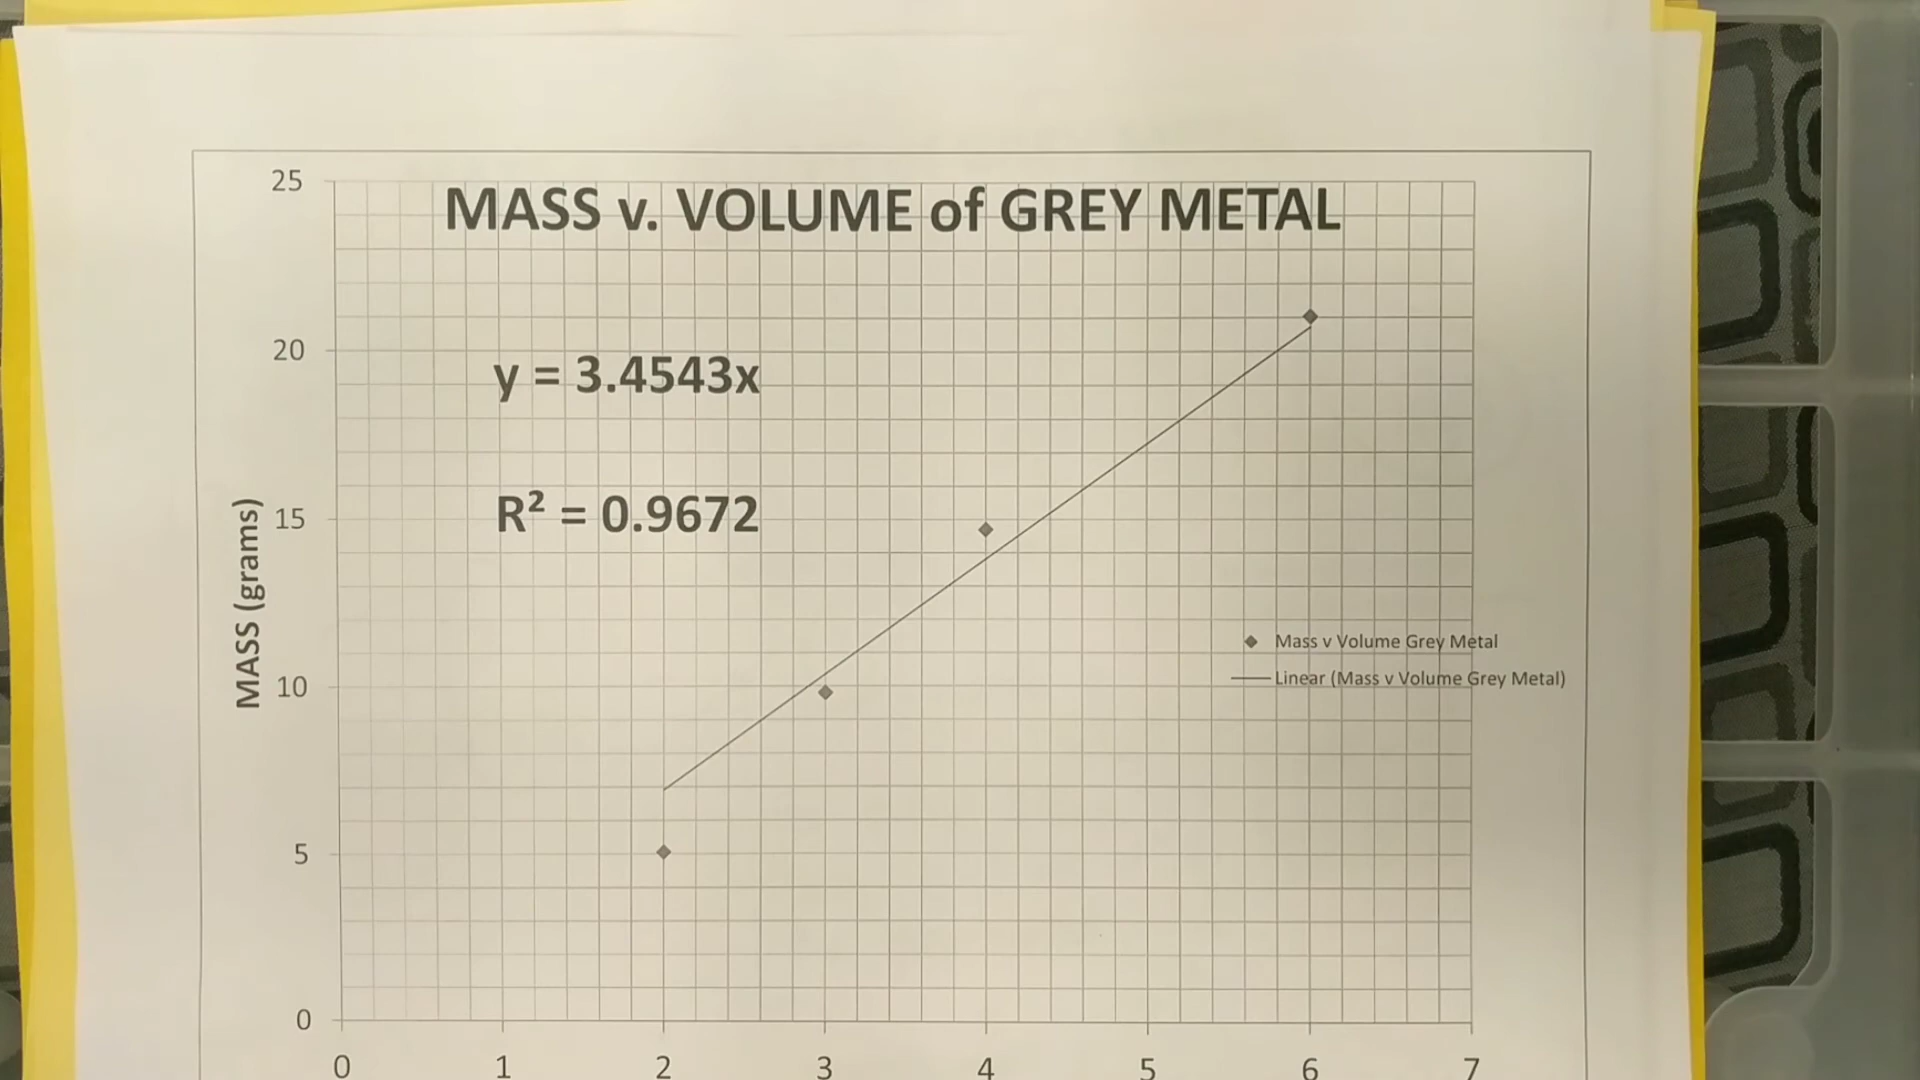 MASS v. VOLUME of GREY METAL
25
20
15
10
5
0
MASS (grams)
y = 3.4543x
R² = 0.9672
Mass v Volume Grey Metal
Linear (Mass v Volume Grey Metal)
0 1 2 3 4 5 6 7